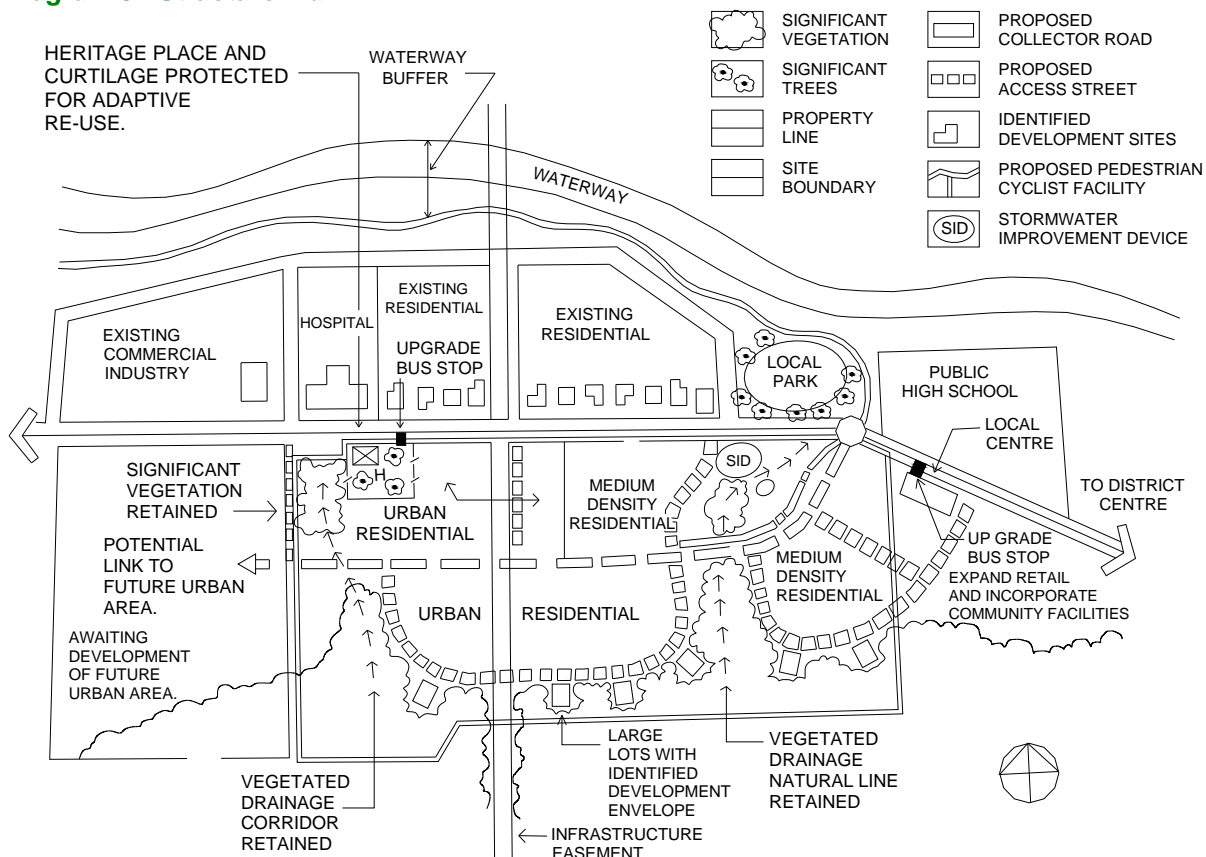 HERITAGE PLACE AND
CURTILAGE PROTECTED
FOR ADAPTIVE
RE-USE.
WATERWAY
BUFFER
SIGNIFICANT
VEGETATION
SIGNIFICANT
TREES
PROPERTY
LINE
SITE
BOUNDARY
PROPOSED
COLLECTOR ROAD
PROPOSED
ACCESS STREET
IDENTIFIED
DEVELOPMENT SITES
PROPOSED PEDESTRIAN
CYCLIST FACILITY
SID
STORMWATER
IMPROVEMENT DEVICE
WATERWAY
EXISTING
COMMERCIAL
INDUSTRY
HOSPITAL
EXISTING
RESIDENTIAL
UPGRADE
BUS STOP
EXISTING
RESIDENTIAL
LOCAL
PARK
PUBLIC
HIGH SCHOOL
LOCAL
CENTRE
TO DISTRICT
CENTRE
SIGNIFICANT
VEGETATION
RETAINED
H
URBAN
RESIDENTIAL
MEDIUM
DENSITY
RESIDENTIAL
SID
POTENTIAL
LINK TO
FUTURE URBAN
AREA.
MEDIUM
DENSITY
RESIDENTIAL
UP GRADE
BUS STOP
EXPAND RETAIL
AND INCORPORATE
COMMUNITY FACILITIES
URBAN RESIDENTIAL
AWAITING
DEVELOPMENT
OF FUTURE
URBAN AREA.
VEGETATED
DRAINAGE
CORRIDOR
RETAINED
LARGE
LOTS WITH
IDENTIFIED
DEVELOPMENT
ENVELOPE
VEGETATED
DRAINAGE
NATURAL LINE
RETAINED
INFRASTRUCTURE
EASEMENT